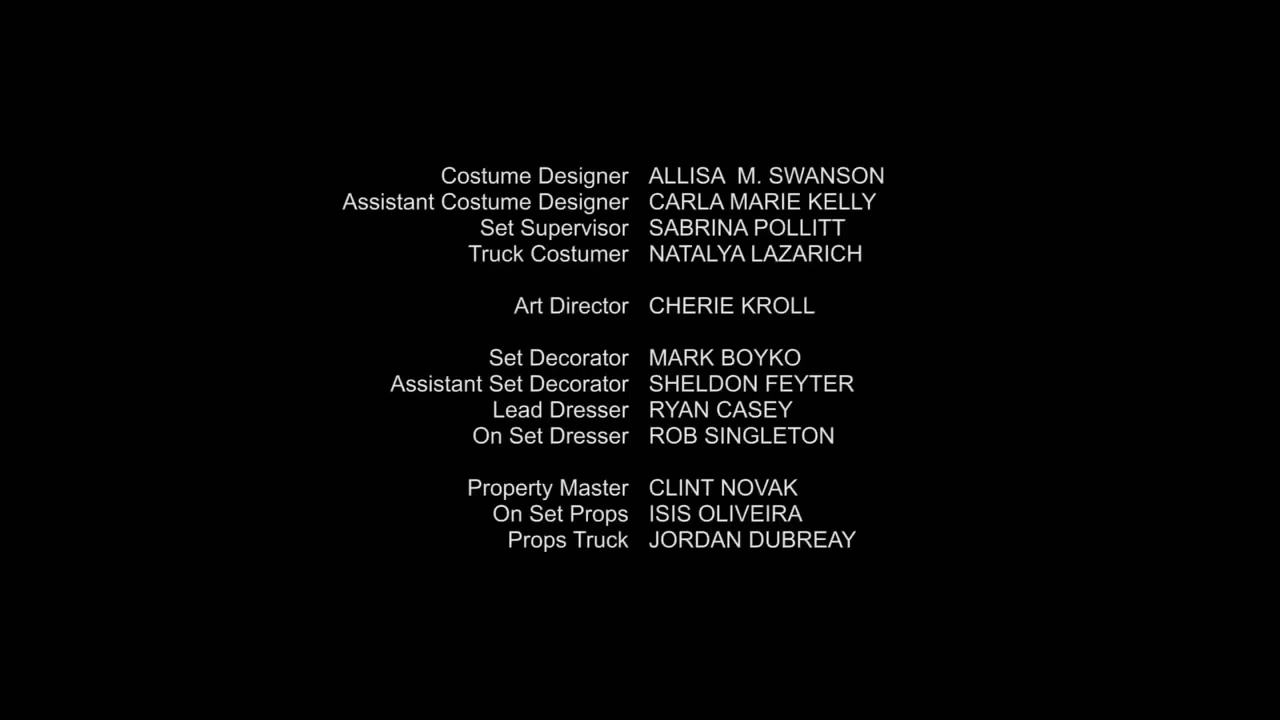 Costume Designer ALLISA M. SWANSON
Assistant Costume Designer CARLA MARIE KELLY
Set Supervisor SABRINA POLLITT
Truck Costumer NATALYA LAZARICH
Art Director CHERIE KROLL
Set Decorator MARK BOYKO
Assistant Set Decorator SHELDON FEYTER
Lead Dresser RYAN CASEY
On Set Dresser ROB SINGLETON
Property Master CLINT NOVAK
On Set Props ISIS OLIVEIRA
Props Truck JORDAN DUBREAY